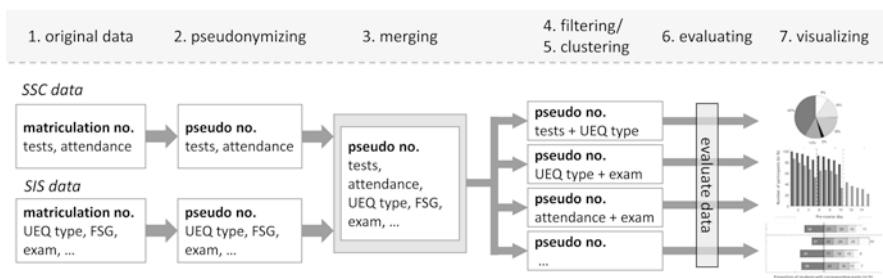 1. original data
2. pseudonymizing
3. merging
4. filtering/
5. clustering
6. evaluating
7. visualizing
SSC data
matriculation no.
tests, attendance
pseudo no.
tests, attendance
SIS data
matriculation no.
UEQ type, FSG,
exam, ...
pseudo no.
UEQ type, FSG,
exam, ...
pseudo no.
tests,
attendance,
UEQ type, FSG,
exam, ...
pseudo no.
tests + UEQ type
pseudo no.
UEQ type + exam
pseudo no.
attendance + exam
pseudo no.
...
evaluate data